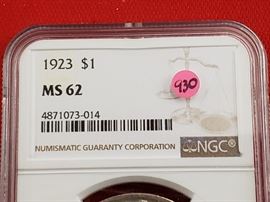 1923 $1
MS 62
930
4871073-014
NUMISMATIC GUARANTY CORPORATION
NGC®